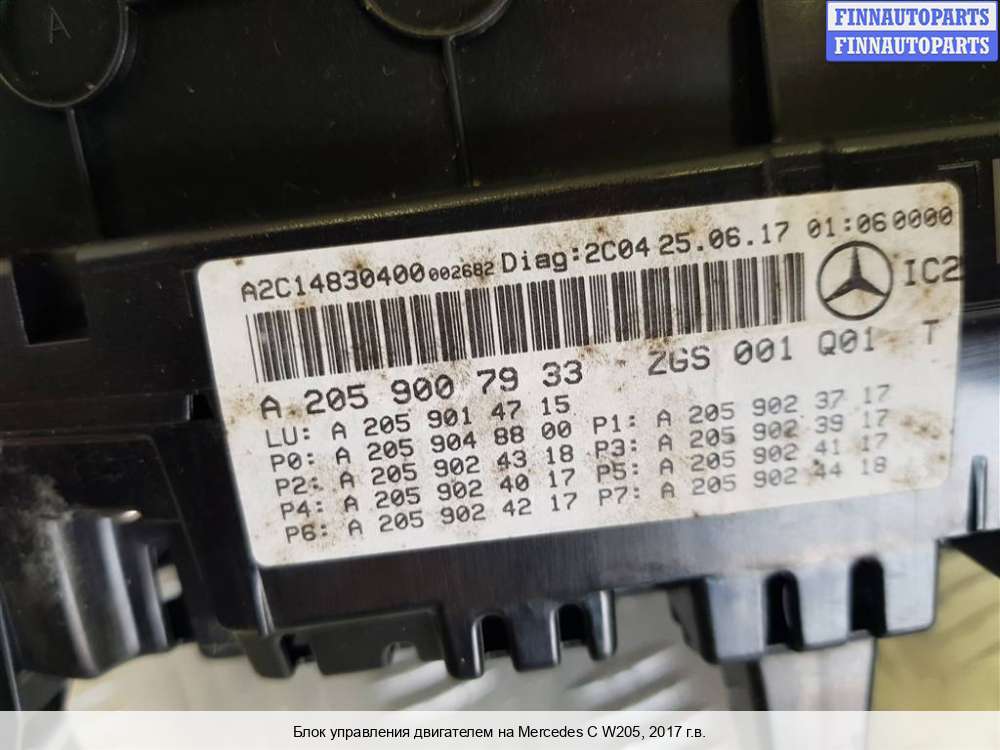 FINNAUTOPARTS
FINNAUTOPARTS
A
A2C14830400 002682 Diag:2C04 25.06.17 01:06 0000
IC2
A 205 900 79 33 ZGS 001 Q01 T
LU: A 205 901 47 15
P0: A 205 904 88 00 P1: A 205 902 37 17
P2: A 205 902 43 18 P3: A 205 902 39 17
P4: A 205 902 40 17 P5: A 205 902 41 17
P6: A 205 902 42 17 P7: A 205 902 44 18
Блок управления двигателем на Mercedes C W205, 2017 г.в.